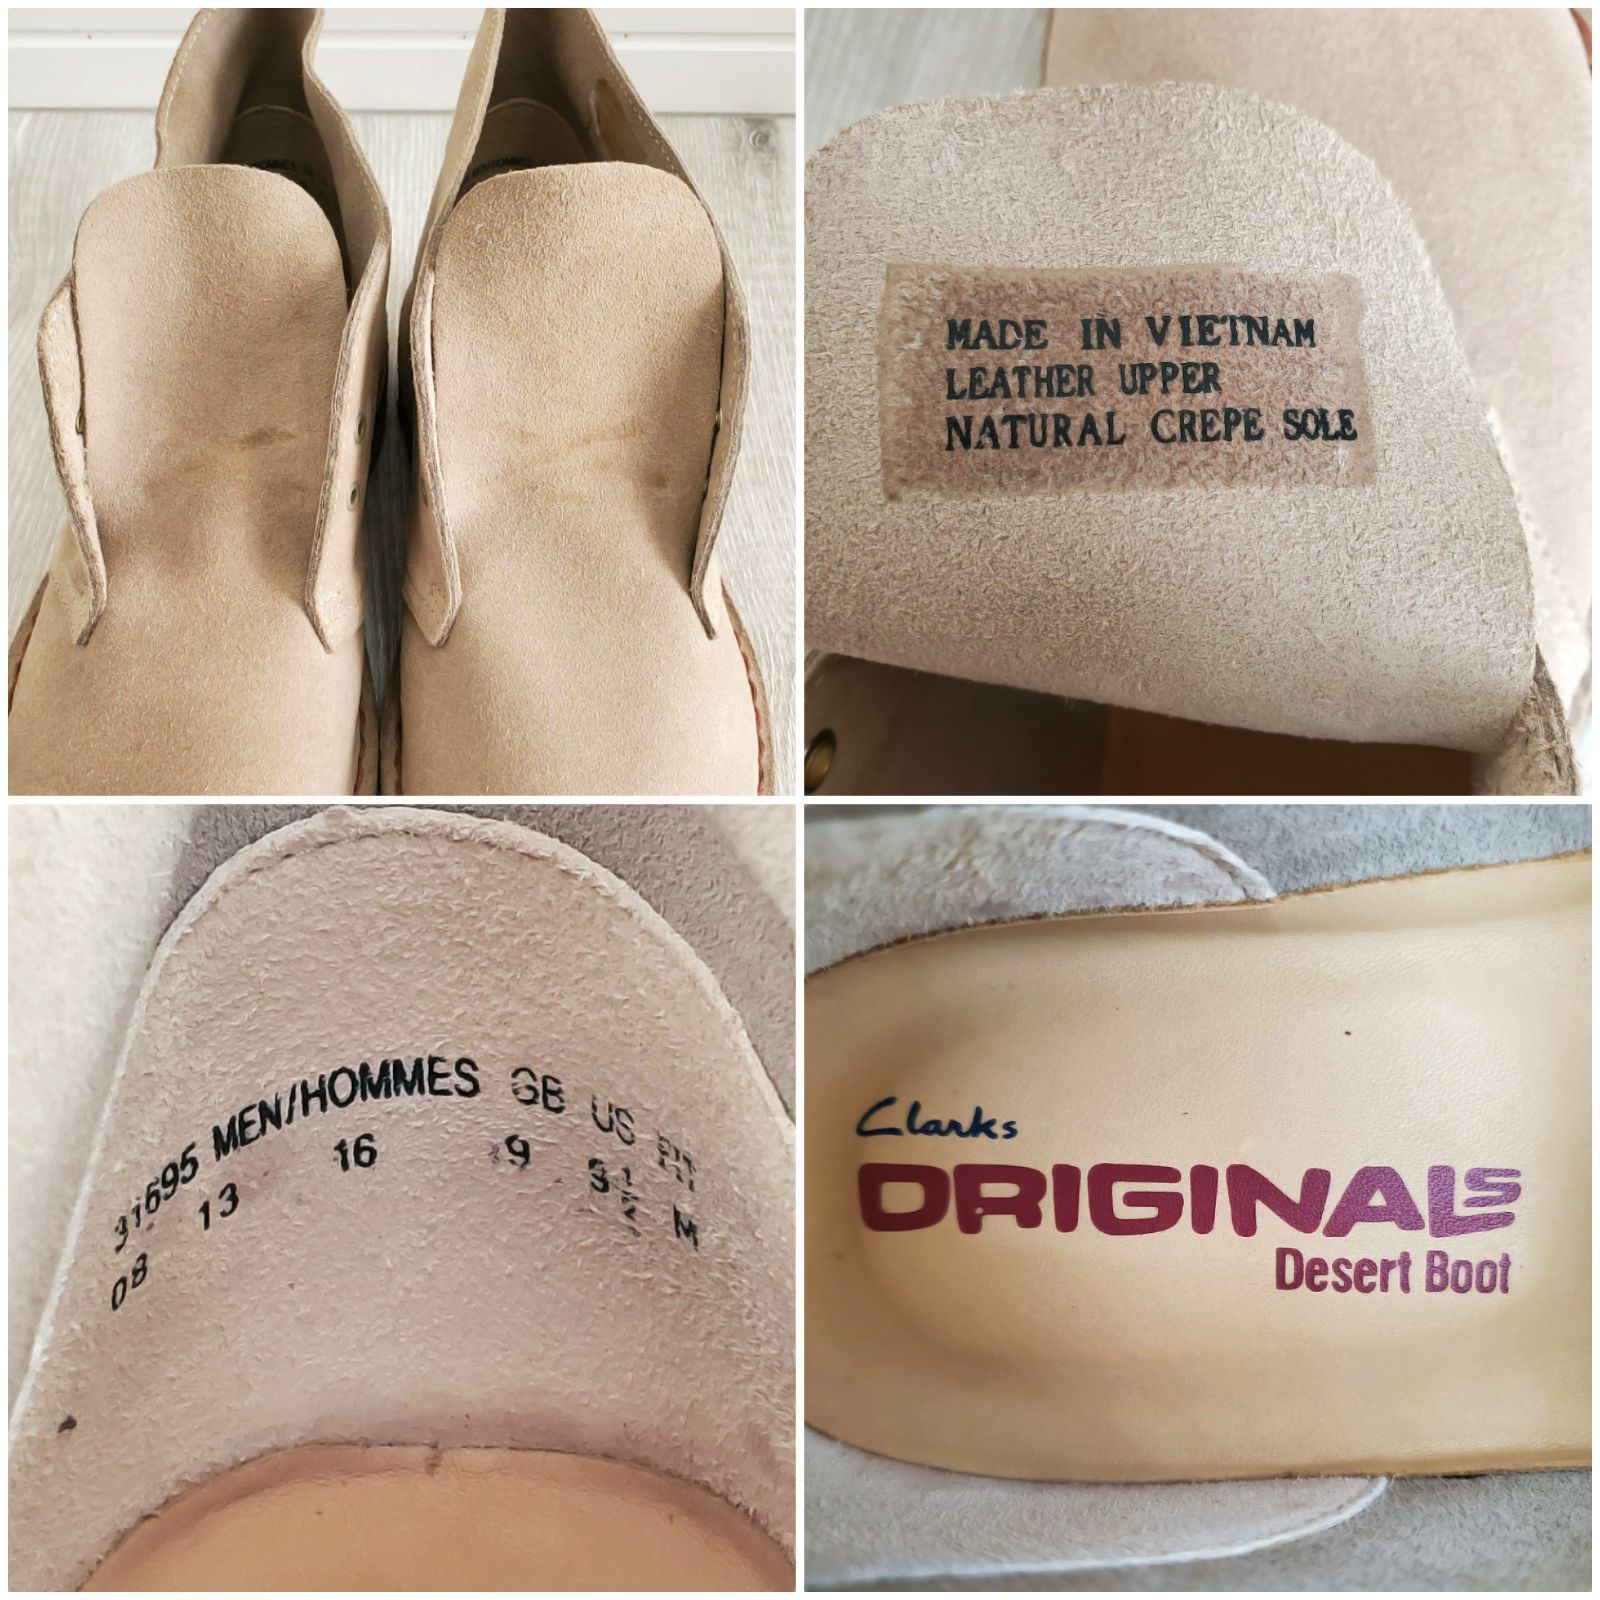 MADE IN VIETNAM
LEATHER UPPER
NATURAL CREPE SOLE
31695 MEN/HOMMES GB US
08 13 16 9 M
Clarks
ORIGINALS
Desert Boot